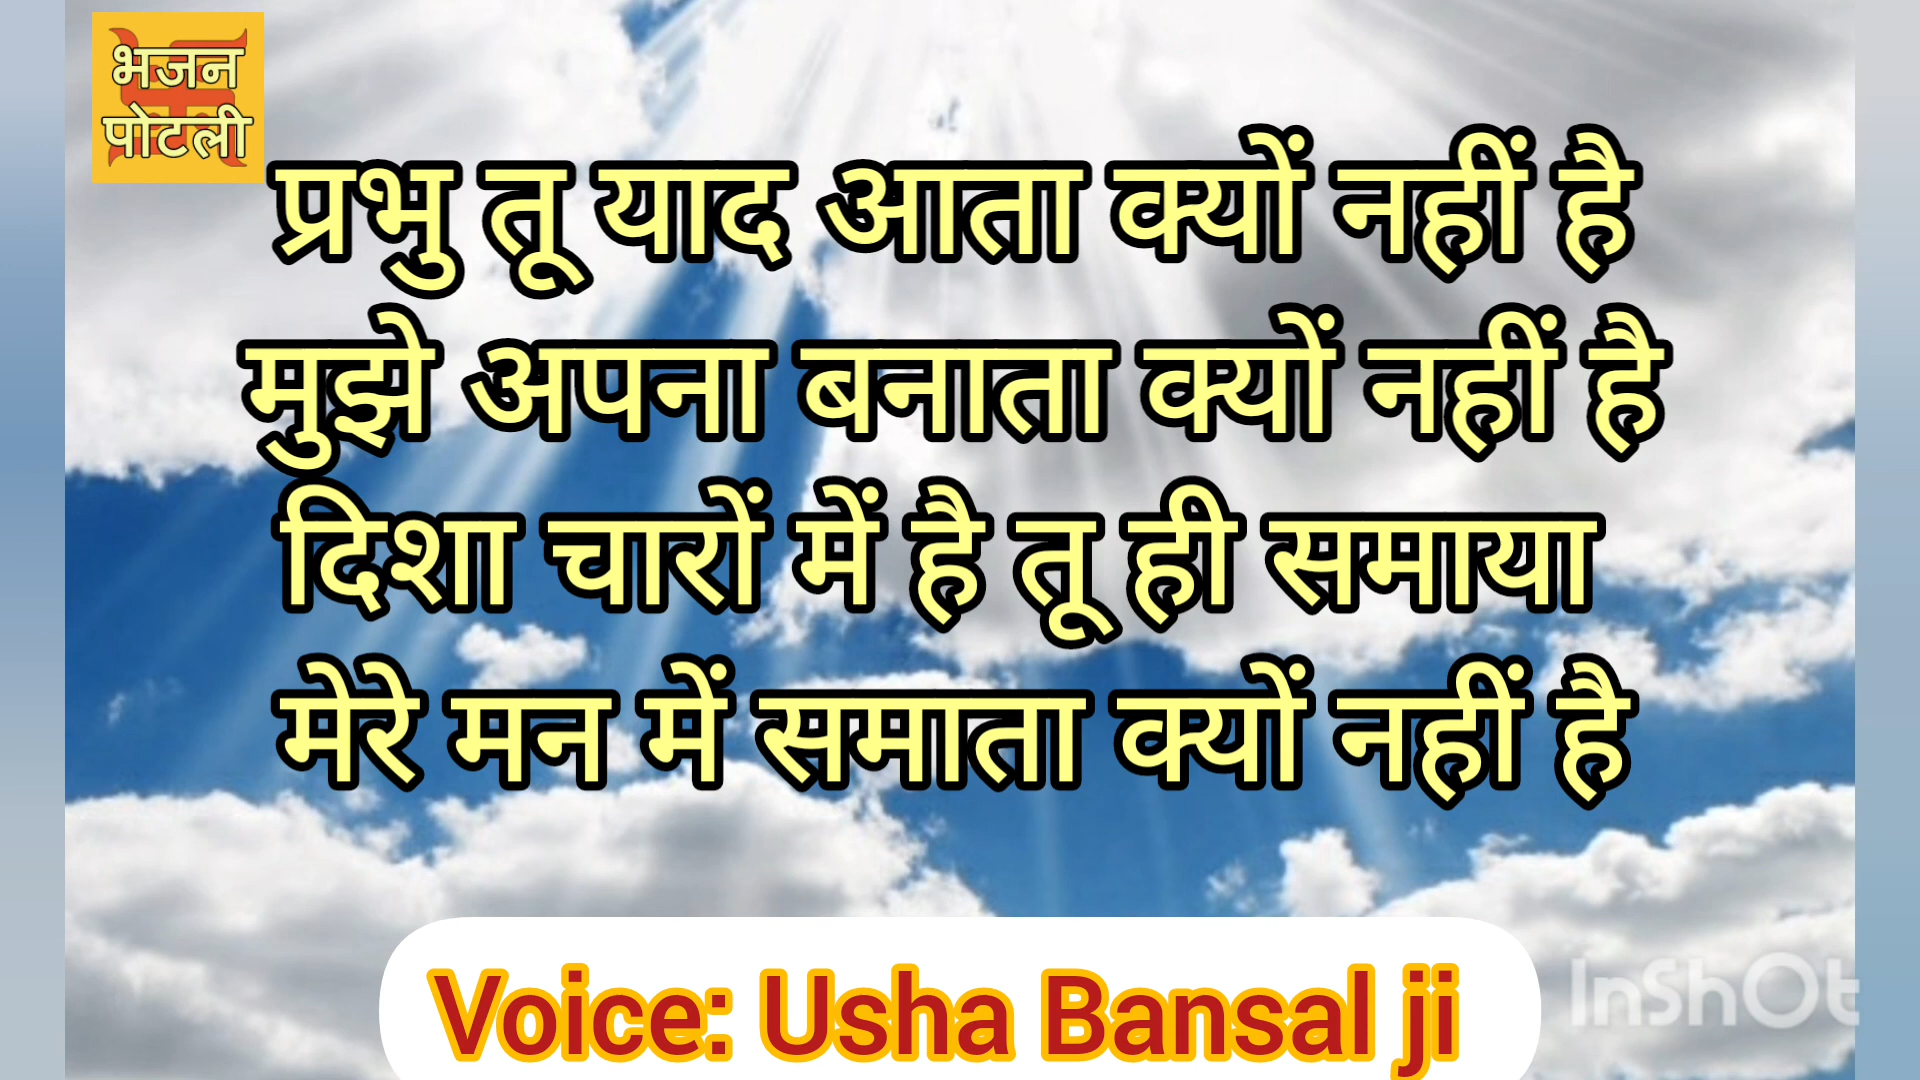 भजन
पोटली
प्रभु तू याद आता क्यों नहीं है
मुझे अपना बनाता क्यों नहीं है
दिशा चारों में है तू ही समाया
मेरे मन में समाता क्यों नहीं है
Voice: Usha Bansal ji
InShOt